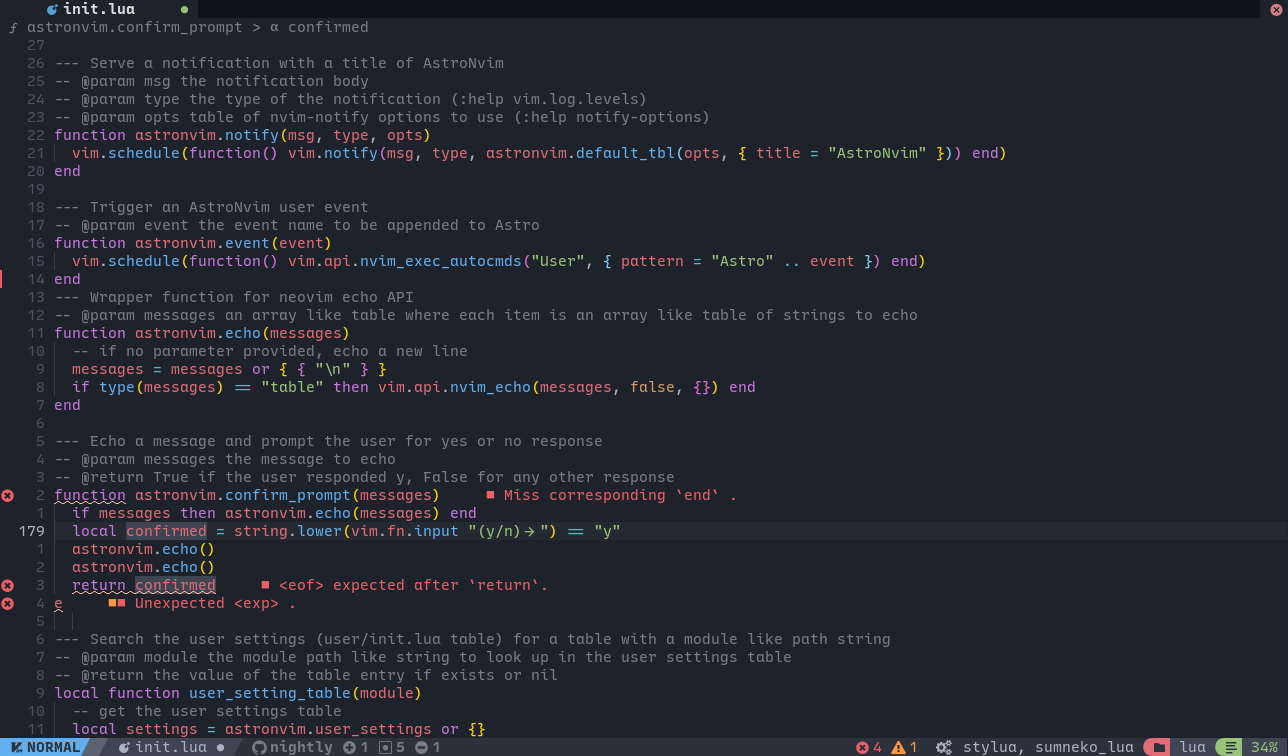 init.lua ●
ƒ astronvim.confirm_prompt > α confirmed
27
26 --- Serve a notification with a title of AstroNvim
25 -- @param msg the notification body
24 -- @param type the type of the notification (:help vim.log.levels)
23 -- @param opts table of nvim-notify options to use (:help notify-options)
22 function astronvim.notify(msg, type, opts)
21 vim.schedule(function() vim.notify(msg, type, astronvim.default_tbl(opts, { title = "AstroNvim" })) end)
20 end
19
18 --- Trigger an AstroNvim user event
17 -- @param event the event name to be appended to Astro
16 function astronvim.event(event)
15 vim.schedule(function() vim.api.nvim_exec_autocmds("User", { pattern = "Astro" .. event }) end)
14 end
13 --- Wrapper function for neovim echo API
12 -- @param messages an array like table where each item is an array like table of strings to echo
11 function astronvim.echo(messages)
10 -- if no parameter provided, echo a new line
9 messages = messages or { { "\n" } }
8 if type(messages) == "table" then vim.api.nvim_echo(messages, false, {}) end
7 end
6
5 --- Echo a message and prompt the user for yes or no response
4 -- @param messages the message to echo
3 -- @return True if the user responded y, False for any other response
2 function astronvim.confirm_prompt(messages) ■ Miss corresponding `end` .
1 if messages then astronvim.echo(messages) end
179 local confirmed = string.lower(vim.fn.input "(y/n)→ ") == "y"
1 astronvim.echo()
2 astronvim.echo()
3 return confirmed ■ <eof> expected after `return`.
4 e ■■ Unexpected <exp> .
5
6 --- Search the user settings (user/init.lua table) for a table with a module like path string
7 -- @param module the module path like string to look up in the user settings table
8 -- @return the value of the table entry if exists or nil
9 local function user_setting_table(module)
10 -- get the user settings table
11 local settings = astronvim.user_settings or {}
NORMAL init.lua ● nightly 1 5 1 4 1 stylua, sumneko_lua lua 34%